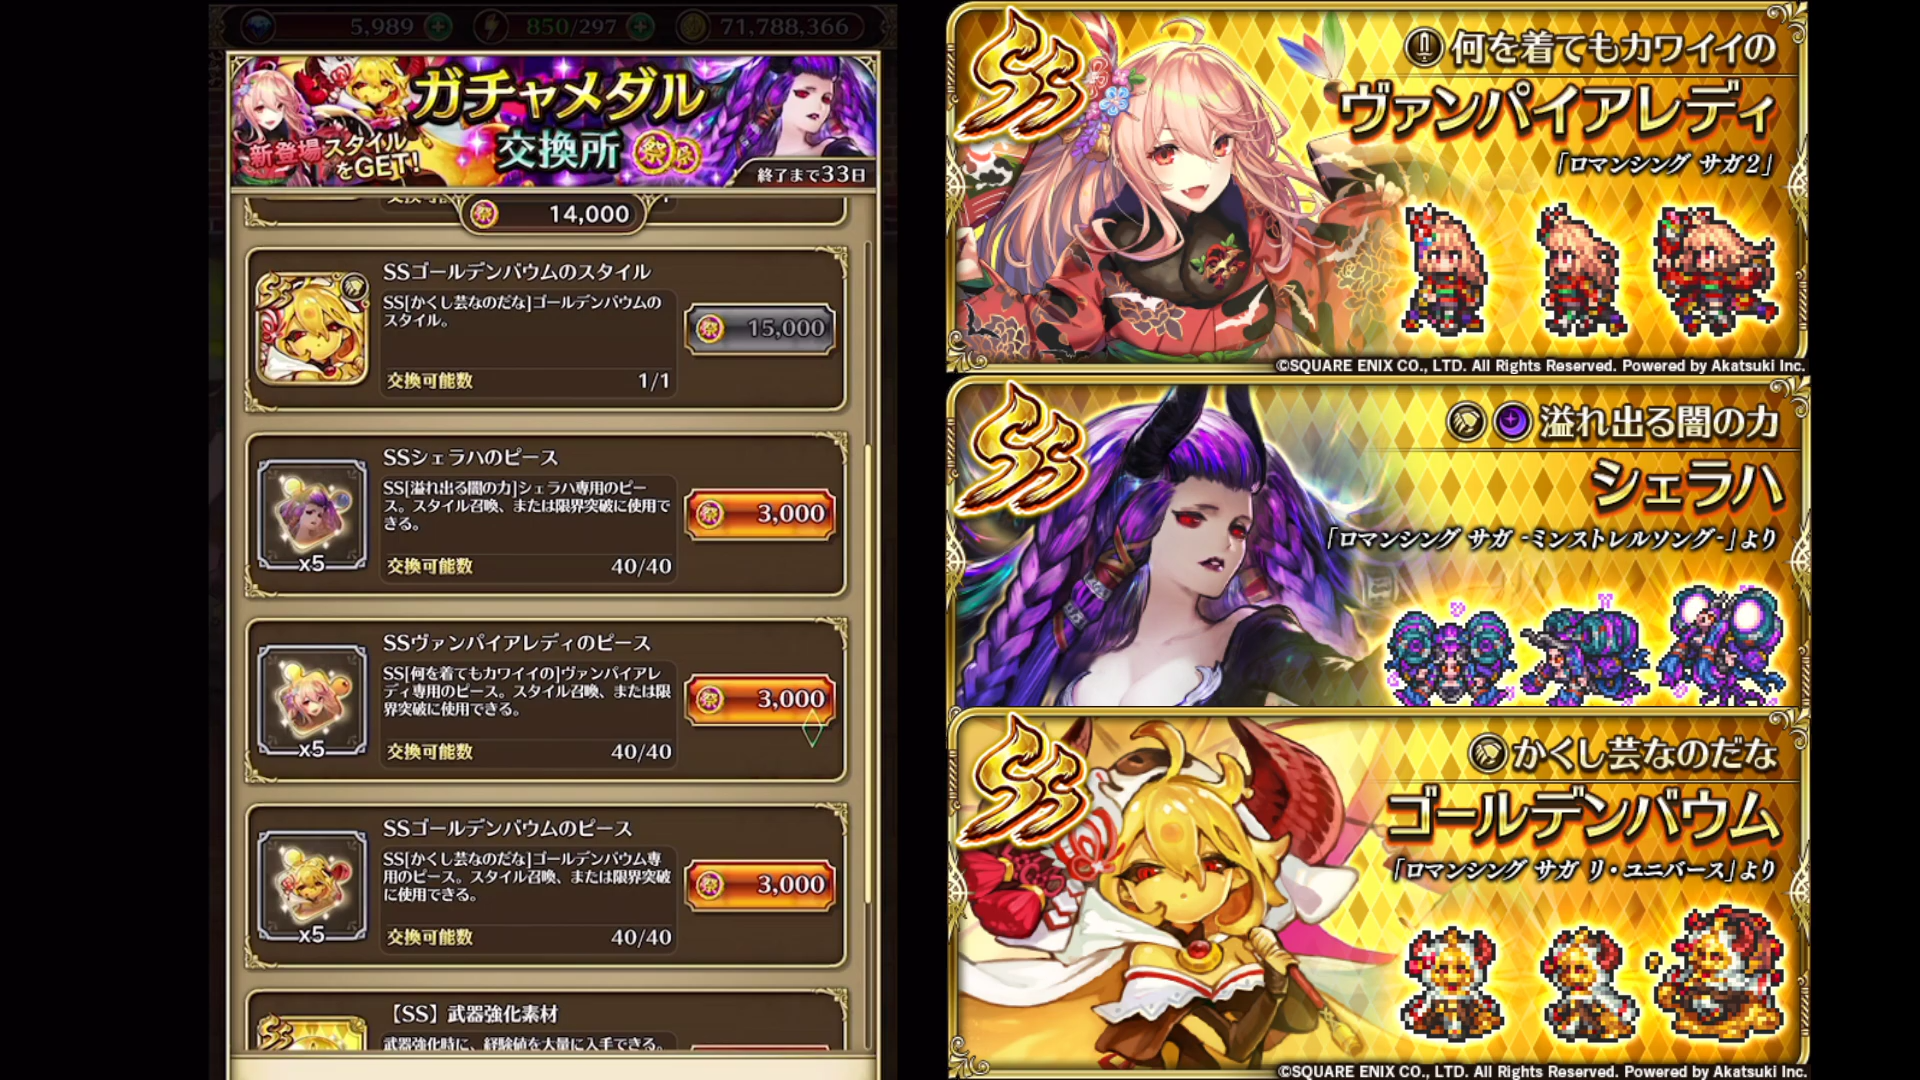 5,989
850/297
71,788,366
ガチャメダル
交換所
新登場スタイル
をGET!
終了まで33日
14,000
SSゴールデンバウムのスタイル
SS[かくし芸なのだな]ゴールデンバウムの
スタイル。
15,000
交換可能数 1/1
SSシェラハのピース
SS[溢れ出る闇の力]シェラハ専用のピー
ス。スタイル召喚、または限界突破に使用で
きる。
x5
3,000
交換可能数 40/40
SSヴァンパイアレディのピース
SS[何を着てもカワイイの]ヴァンパイアレ
ディ専用のピース。スタイル召喚、または限
界突破に使用できる。
x5
3,000
交換可能数 40/40
SSゴールデンバウムのピース
SS[かくし芸なのだな]ゴールデンバウム専
用のピース。スタイル召喚、または限界突破
に使用できる。
x5
3,000
交換可能数 40/40
【SS】武器強化素材
武器強化時に、経験値を大量に入手できる。
SS
何を着てもカワイイの
ヴァンパイアレディ
「ロマンシング サガ2」
©SQUARE ENIX CO., LTD. All Rights Reserved. Powered by Akatsuki Inc.
SS
溢れ出る闇の力
シェラハ
「ロマンシング サガ -ミンストレルソング-」より
SS
かくし芸なのだな
ゴールデンバウム
「ロマンシング サガ リ・ユニバース」より
©SQUARE ENIX CO., LTD. All Rights Reserved. Powered by Akatsuki Inc.